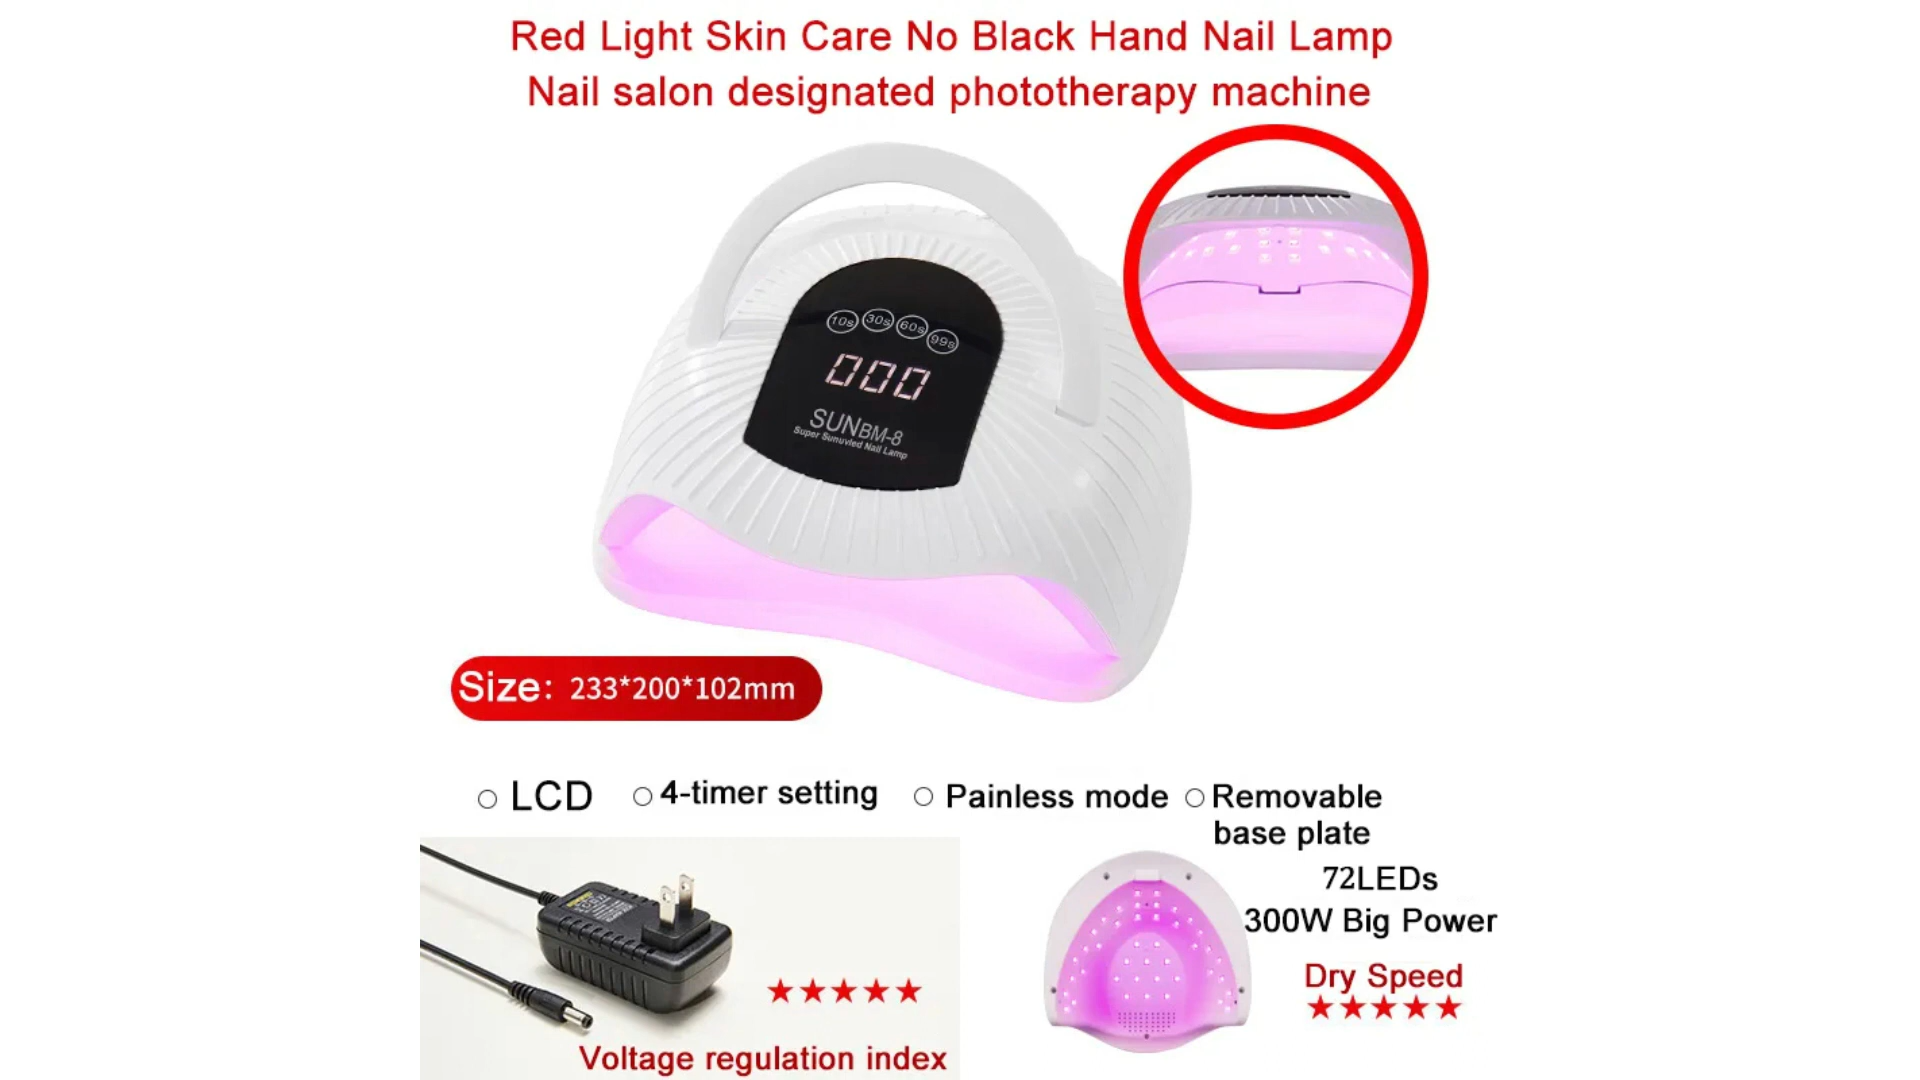 Red Light Skin Care No Black Hand Nail Lamp
Nail salon designated phototherapy machine
10s 30s 60s 99s
000
SUNBM-8
Super Sunuvled Nail Lamp
Size: 233*200*102mm
LCD
4-timer setting
Painless mode
Removable
base plate
72LEDs
300W Big Power
Dry Speed
Voltage regulation index